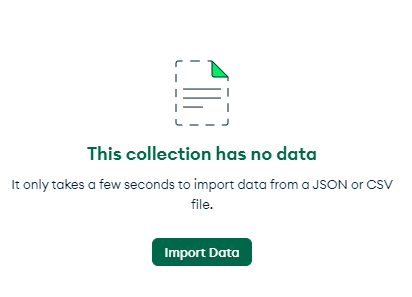 This collection has no data
It only takes a few seconds to import data from a JSON or CSV
file.
Import Data